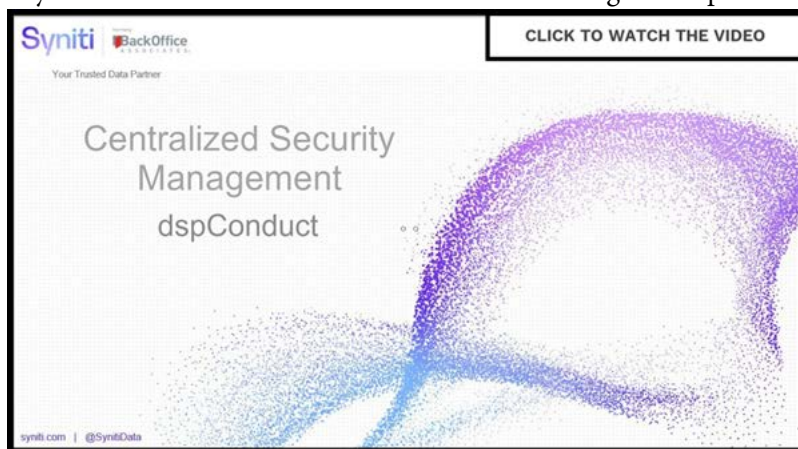 Syniti
BackOffice
ASSOCIATES
CLICK TO WATCH THE VIDEO
Your Trusted Data Partner
Centralized Security
Management
dspConduct
syniti.com | @SynitiData